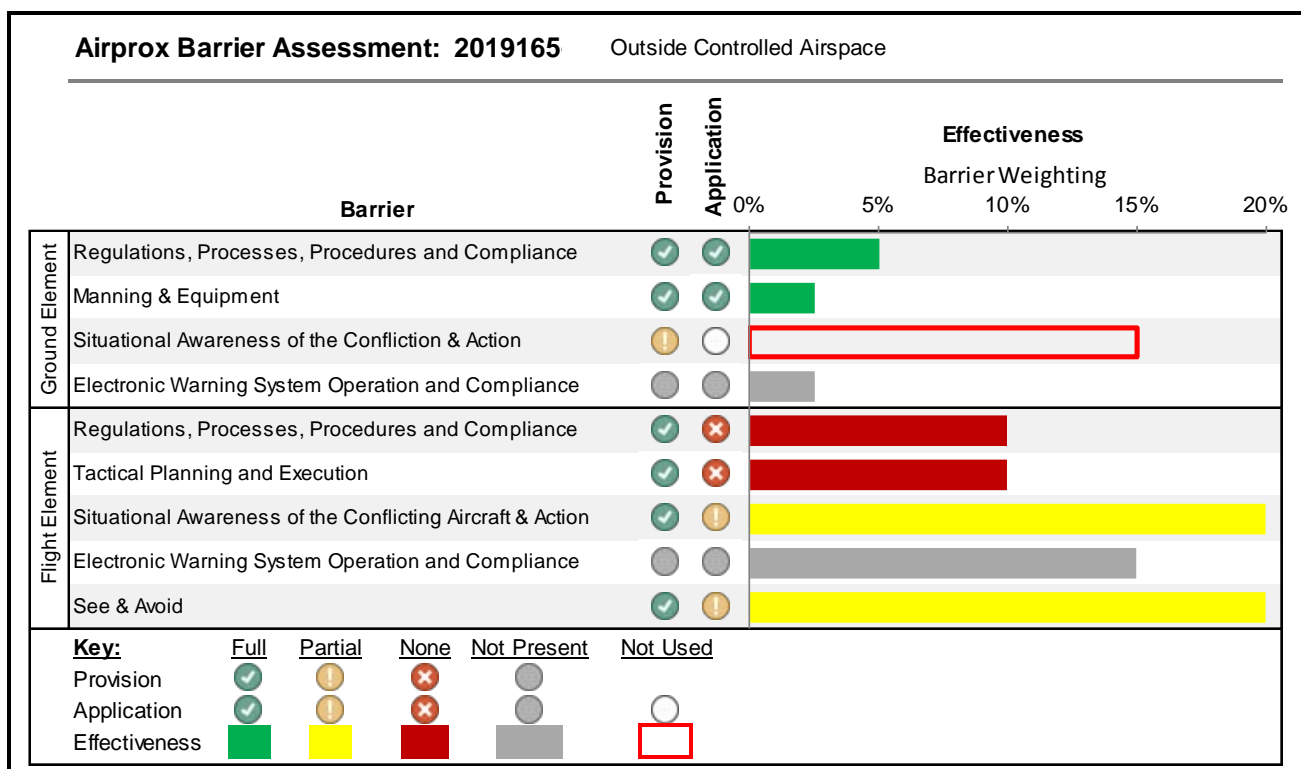 Airprox Barrier Assessment: 2019165 Outside Controlled Airspace
Barrier Provision Application Effectiveness
Barrier Weighting
0% 5% 10% 15% 20%
Ground Element
Regulations, Processes, Procedures and Compliance
Manning & Equipment
Situational Awareness of the Confliction & Action
Electronic Warning System Operation and Compliance
Flight Element
Regulations, Processes, Procedures and Compliance
Tactical Planning and Execution
Situational Awareness of the Conflicting Aircraft & Action
Electronic Warning System Operation and Compliance
See & Avoid
Key: Full Partial None Not Present Not Used
Provision
Application
Effectiveness